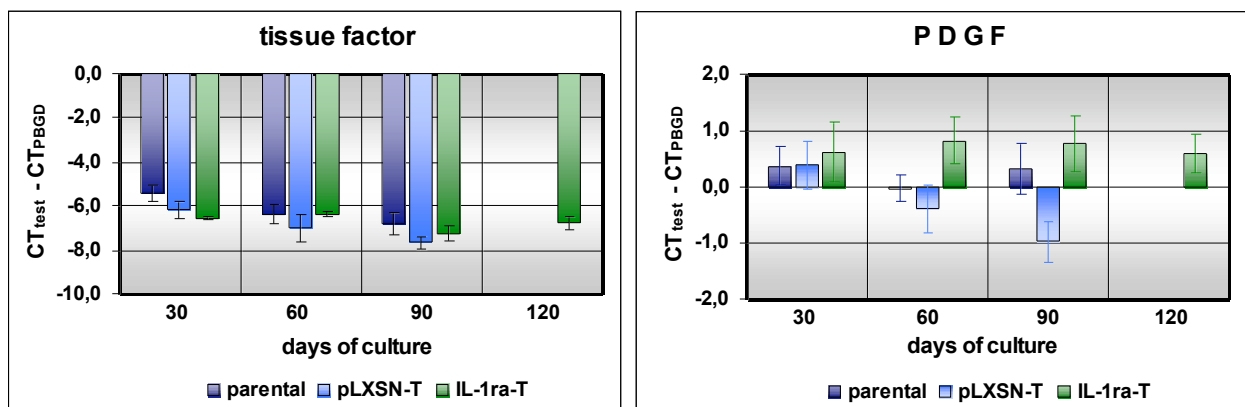 tissue factor
0,0
-2,0
-4,0
-6,0
-8,0
-10,0
CTtest - CTPBGD
30 60 90 120
days of culture
parental pLXSN-T IL-1ra-T
P D G F
2,0
1,0
0,0
-1,0
-2,0
CTtest - CTPBGD
30 60 90 120
days of culture
parental pLXSN-T IL-1ra-T